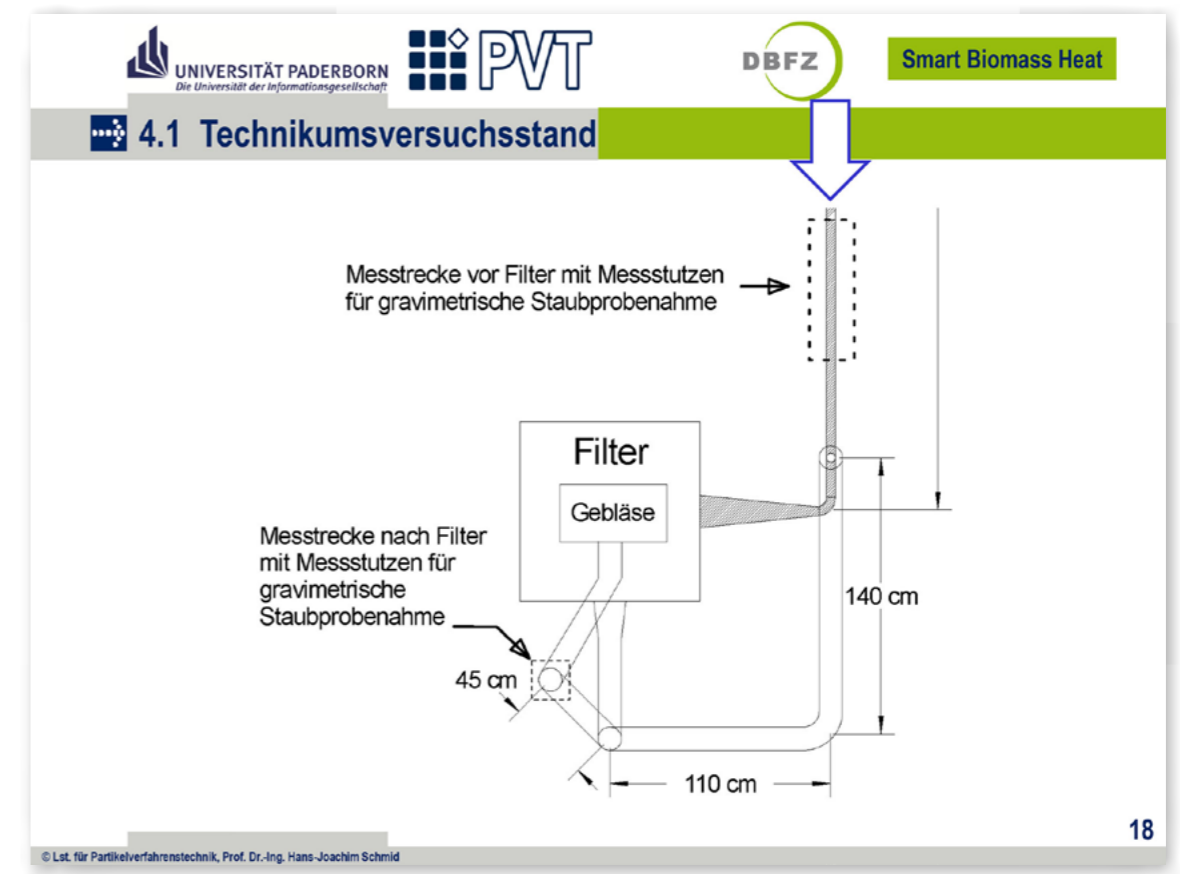 UNIVERSITÄT PADERBORN
Die Universität der Informationsgesellschaft
PVT
DBFZ
Smart Biomass Heat
4.1 Technikumsversuchsstand
Messtrecke vor Filter mit Messstutzen
für gravimetrische Staubprobenahme
Filter
Gebläse
Messtrecke nach Filter
mit Messstutzen für
gravimetrische
Staubprobenahme
140 cm
45 cm
110 cm
18
© Lst. für Partikelverfahrenstechnik, Prof. Dr.-Ing. Hans-Joachim Schmid